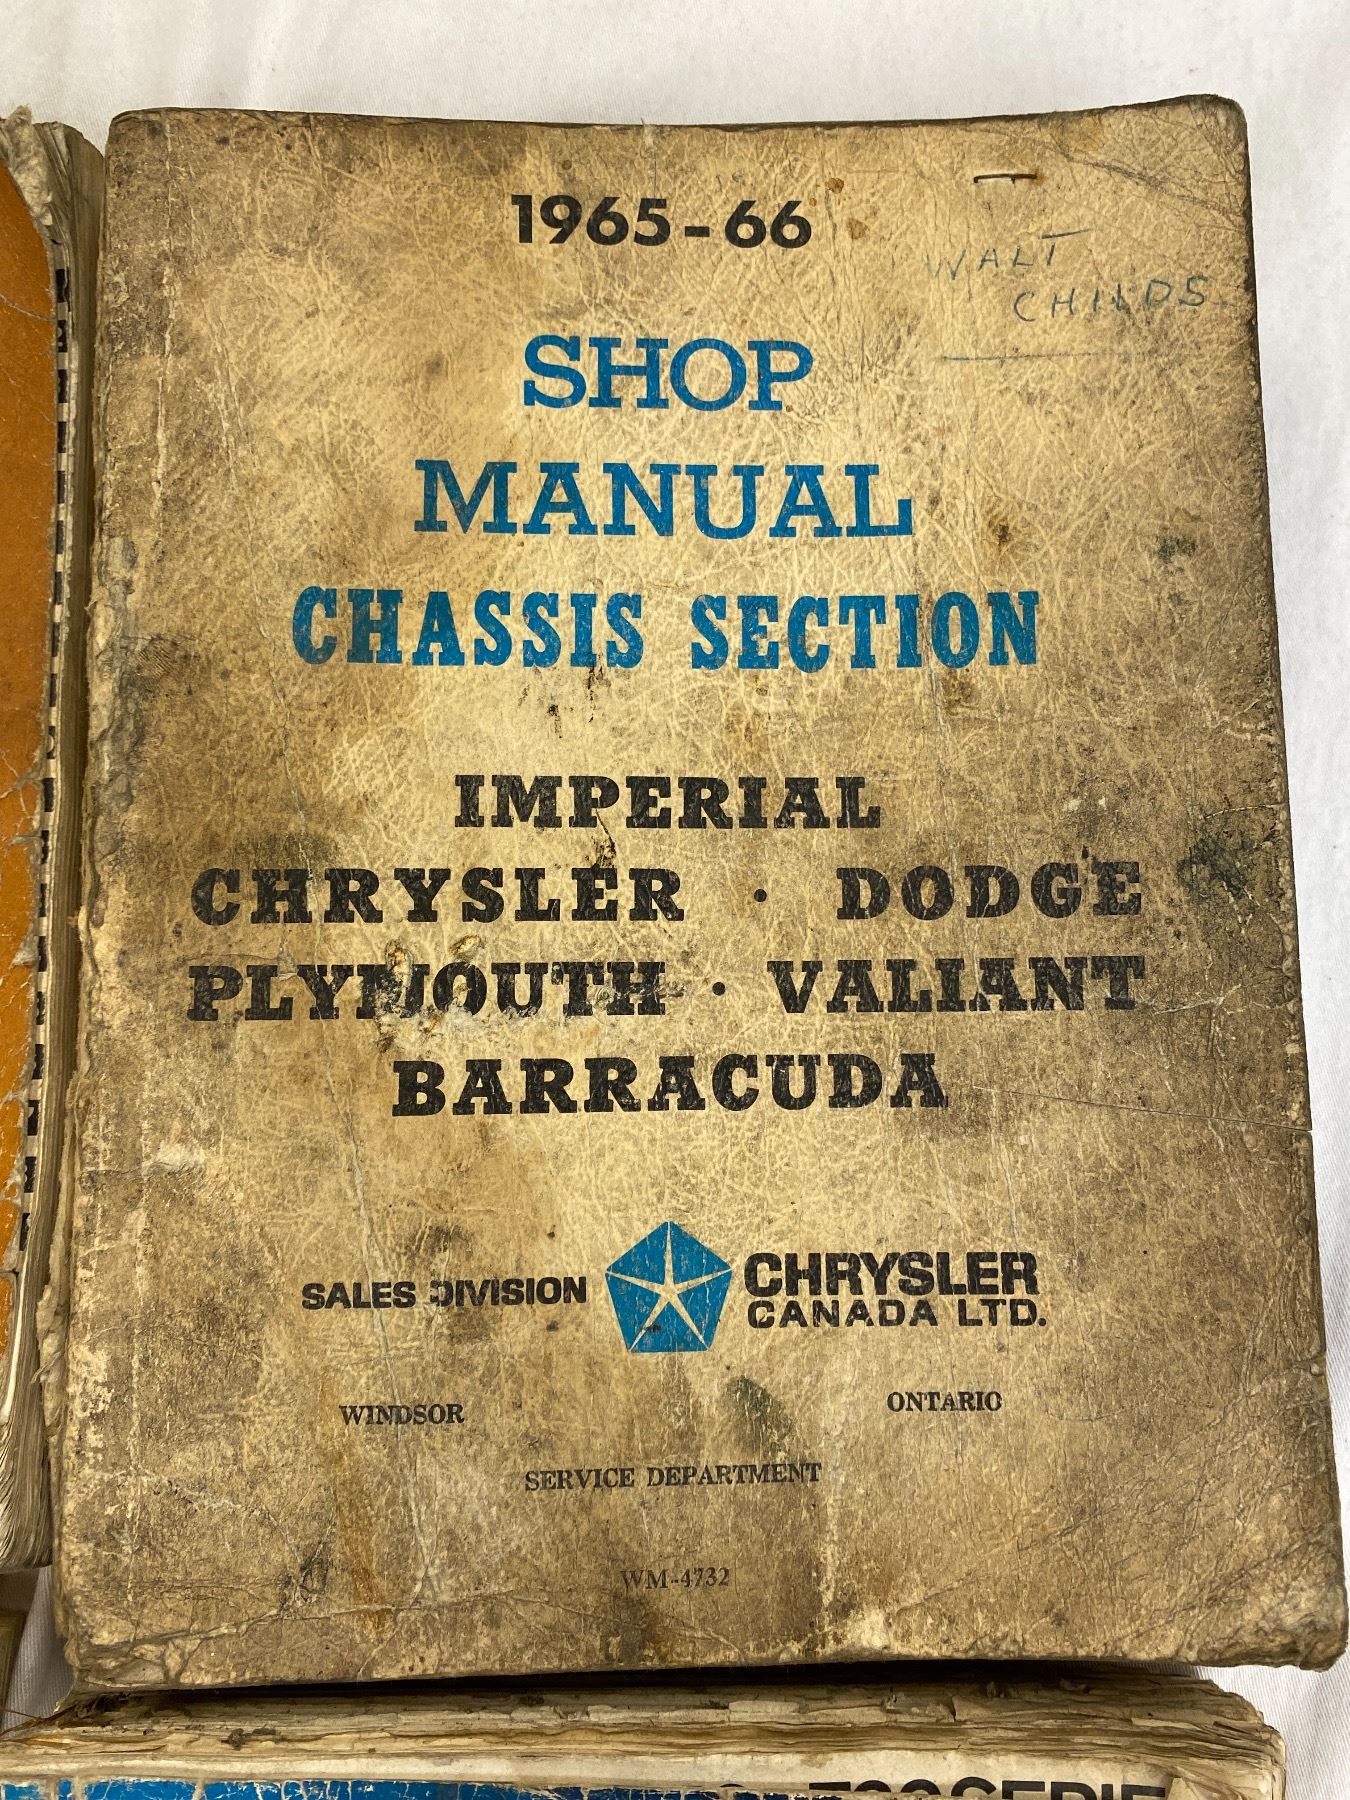 1965-66
WALT
CHILDS
SHOP
MANUAL
CHASSIS SECTION
IMPERIAL
CHRYSLER · DODGE
PLYMOUTH · VALIANT
BARRACUDA
SALES DIVISION CHRYSLER
CANADA LTD.
WINDSOR ONTARIO
SERVICE DEPARTMENT
WM-4732